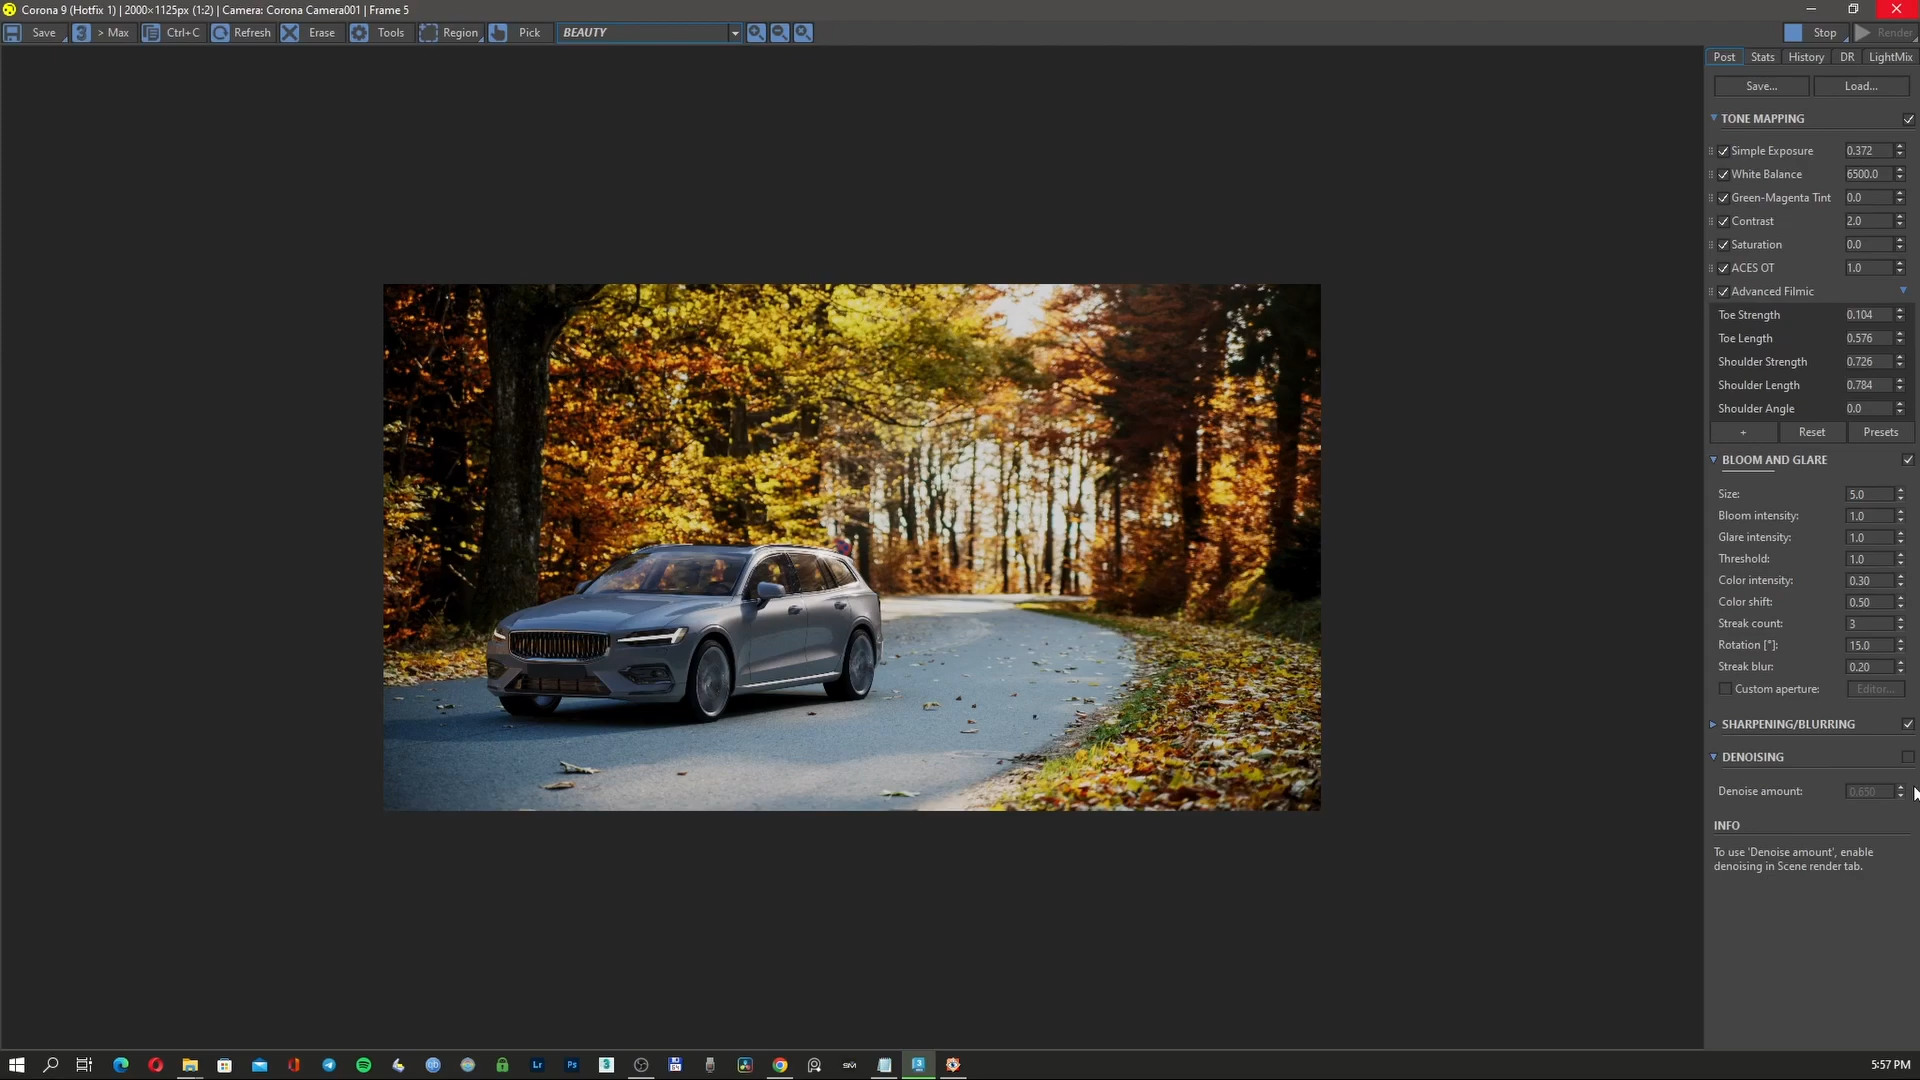 Corona 9 (Hotfix 1) | 2000×1125px (1:2) | Camera: Corona Camera001 | Frame 5
Save 3 > Max Ctrl+C Refresh Erase Tools Region Pick BEAUTY Stop Render
Post Stats History DR LightMix
Save... Load...
TONE MAPPING
Simple Exposure 0.372
White Balance 6500.0
Green-Magenta Tint 0.0
Contrast 2.0
Saturation 0.0
ACES OT 1.0
Advanced Filmic
Toe Strength 0.104
Toe Length 0.576
Shoulder Strength 0.726
Shoulder Length 0.784
Shoulder Angle 0.0
+ Reset Presets
BLOOM AND GLARE
Size: 5.0
Bloom intensity: 1.0
Glare intensity: 1.0
Threshold: 1.0
Color intensity: 0.30
Color shift: 0.50
Streak count: 3
Rotation [°]: 15.0
Streak blur: 0.20
Custom aperture: Editor...
SHARPENING/BLURRING
DENOISING
Denoise amount: 0.650
INFO
To use 'Denoise amount', enable
denoising in Scene render tab.
Lr Ps 3 5:57 PM